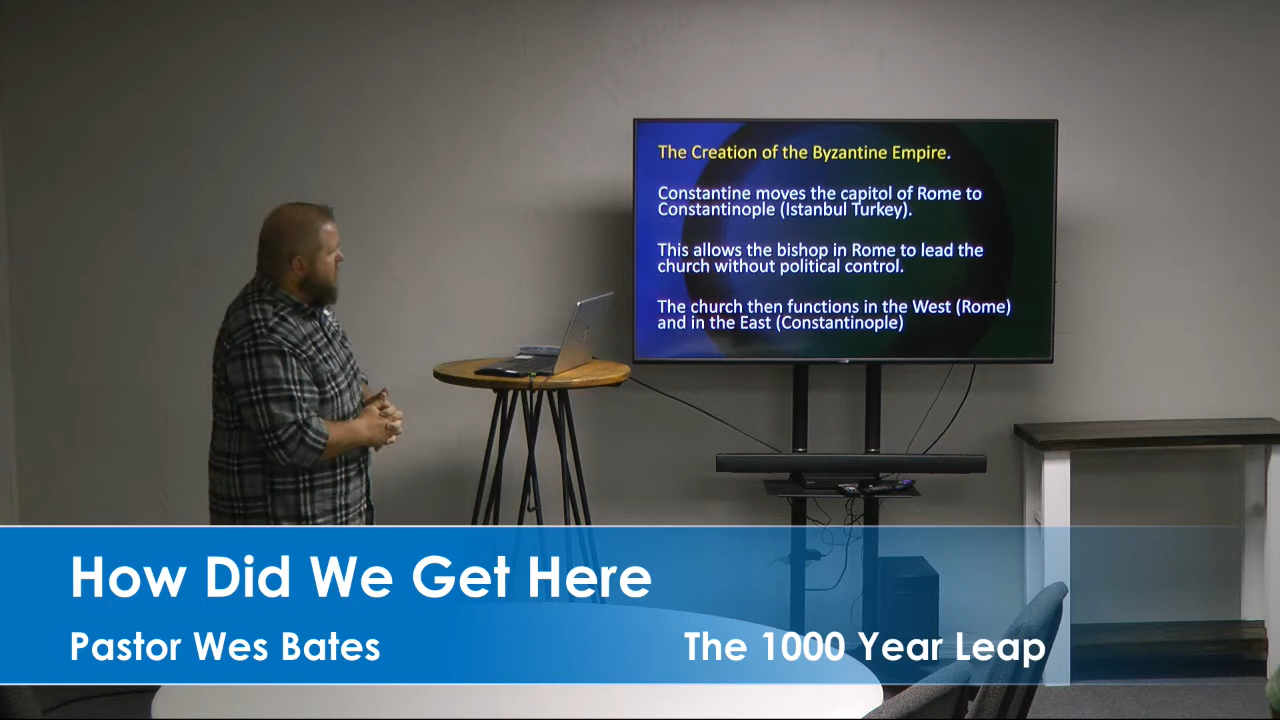 The Creation of the Byzantine Empire.
Constantine moves the capitol of Rome to
Constantinople (Istanbul Turkey).
This allows the bishop in Rome to lead the
church without political control.
The church then functions in the West (Rome)
and in the East (Constantinople)
How Did We Get Here
Pastor Wes Bates
The 1000 Year Leap